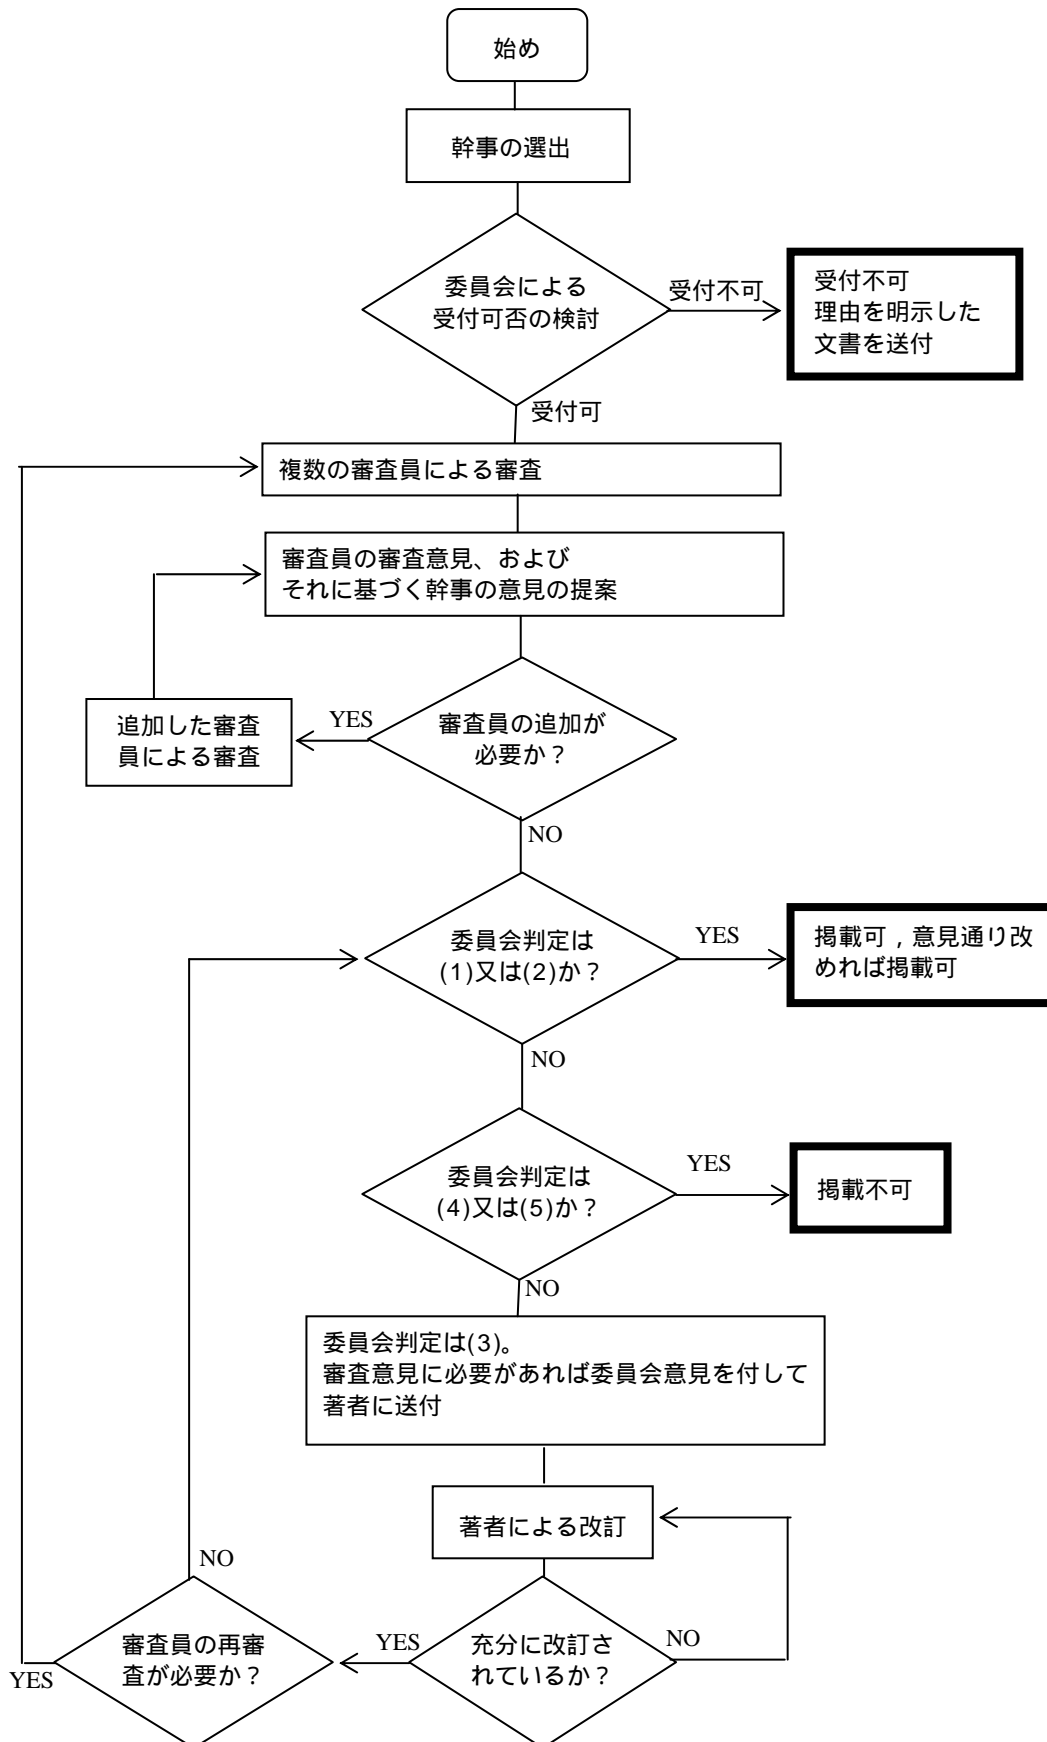 始め
幹事の選出
委員会による
受付可否の検討
受付不可
受付不可
理由を明示した
文書を送付
受付可
複数の審査員による審査
審査員の審査意見、および
それに基づく幹事の意見の提案
審査員の追加が
必要か？
YES
追加した審査
員による審査
NO
委員会判定は
(1)又は(2)か？
YES
掲載可，意見通り改
めれば掲載可
NO
委員会判定は
(4)又は(5)か？
YES
掲載不可
NO
委員会判定は(3)。
審査意見に必要があれば委員会意見を付して
著者に送付
著者による改訂
充分に改訂さ
れているか？
NO
YES
審査員の再審
査が必要か？
NO
YES